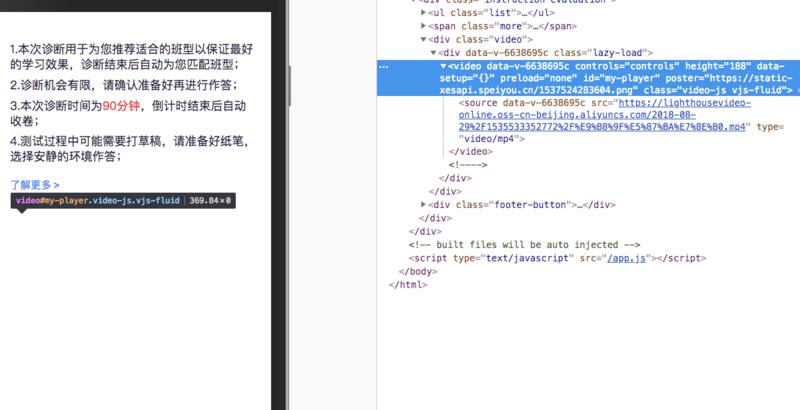 1.本次诊断用于为您推荐适合的班型以保证最好
的学习效果，诊断结束后自动为您匹配班型；
2.诊断机会有限，请确认准备好再进行作答；
3.本次诊断时间为90分钟，倒计时结束后自动
收卷；
4.测试过程中可能需要打草稿，请准备好纸笔，
选择安静的环境作答；
了解更多 >
video#my-player.video-js.vjs-fluid | 369.84×0
▶<ul class="list">…</ul>
▶<span class="more">…</span>
▼<div class="video">
▼<div data-v-6638695c class="lazy-load">
… ▼<video data-v-6638695c controls="controls" height="188" data-
setup="{}" preload="none" id="my-player" poster="https://static-
xesapi.speiyou.cn/1537524283604.png" class="video-js vjs-fluid"> =
<source data-v-6638695c src="https://lighthousevideo-
online.oss-cn-beijing.aliyuncs.com/2018-08-
29%2F1535533352772%2F%E9%B8%9F%E5%87%BA%E7%8E%B0.mp4" type=
"video/mp4">
</video>
<!---->
</div>
</div>
▶<div class="footer-button">…</div>
</div>
</div>
<!-- built files will be auto injected -->
<script type="text/javascript" src="/app.js"></script>
</body>
</html>